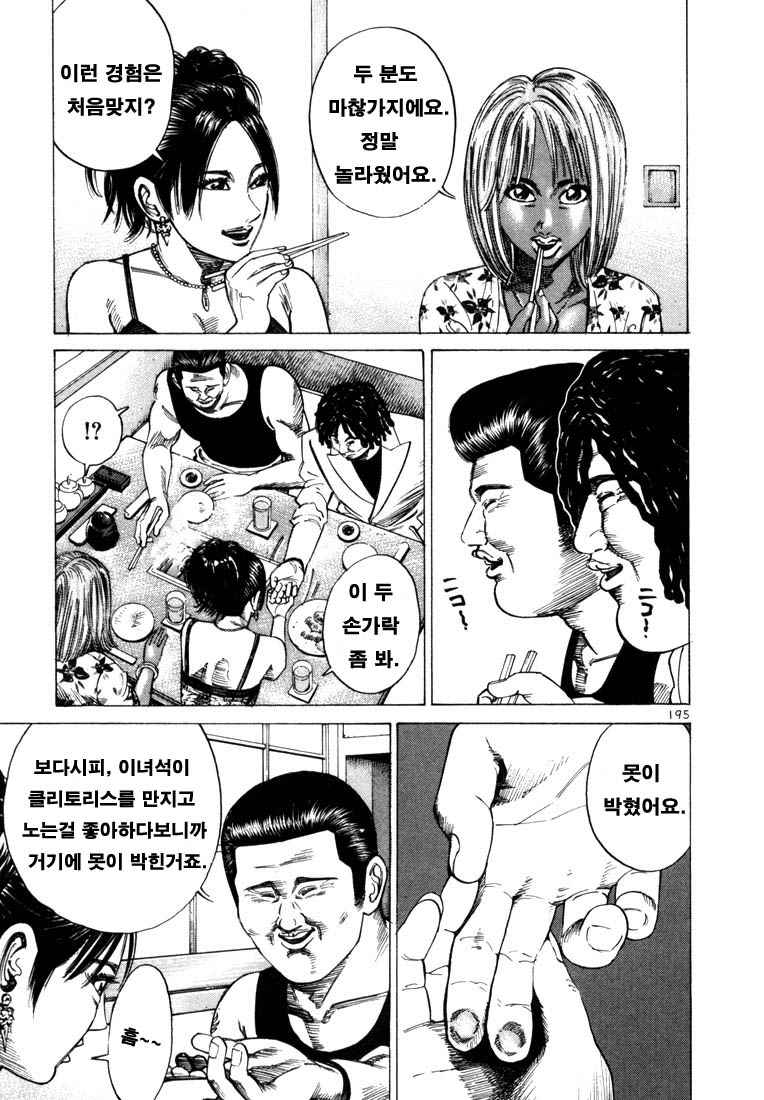 두 분도
마찮가지에요.
정말
놀라웠어요.
이런 경험은
처음맞지?
ニコ〜
ニコ〜
!?
이 두
손가락
좀 봐.
195
못이
박혔어요.
보다시피, 이녀석이
클리토리스를 만지고
노는걸 좋아하다보니까
거기에 못이 박힌거죠.
흠~~